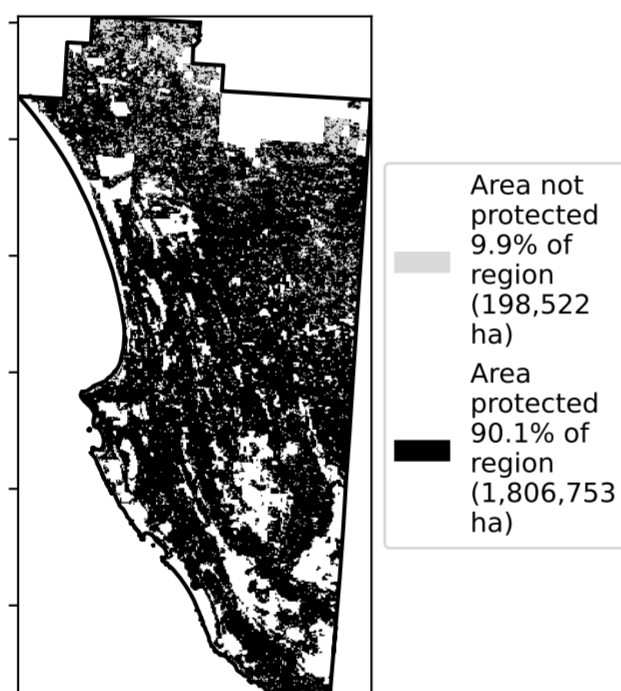 Area not
protected
9.9% of
region
(198,522
ha)
Area
protected
90.1% of
region
(1,806,753
ha)